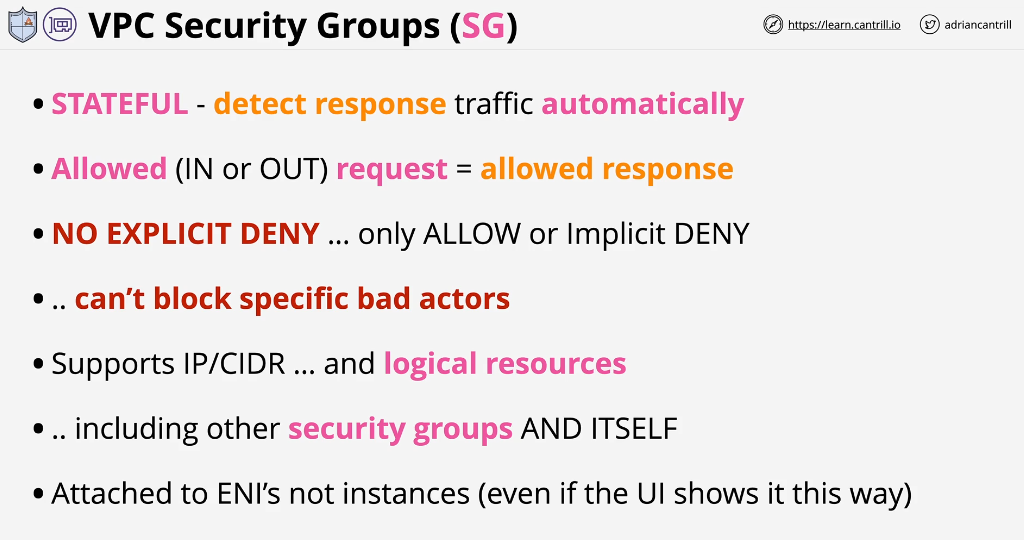 VPC Security Groups (SG)
https://learn.cantrill.io
adriancantrill
• STATEFUL - detect response traffic automatically
• Allowed (IN or OUT) request = allowed response
• NO EXPLICIT DENY ... only ALLOW or Implicit DENY
• .. can’t block specific bad actors
• Supports IP/CIDR ... and logical resources
• .. including other security groups AND ITSELF
• Attached to ENI’s not instances (even if the UI shows it this way)